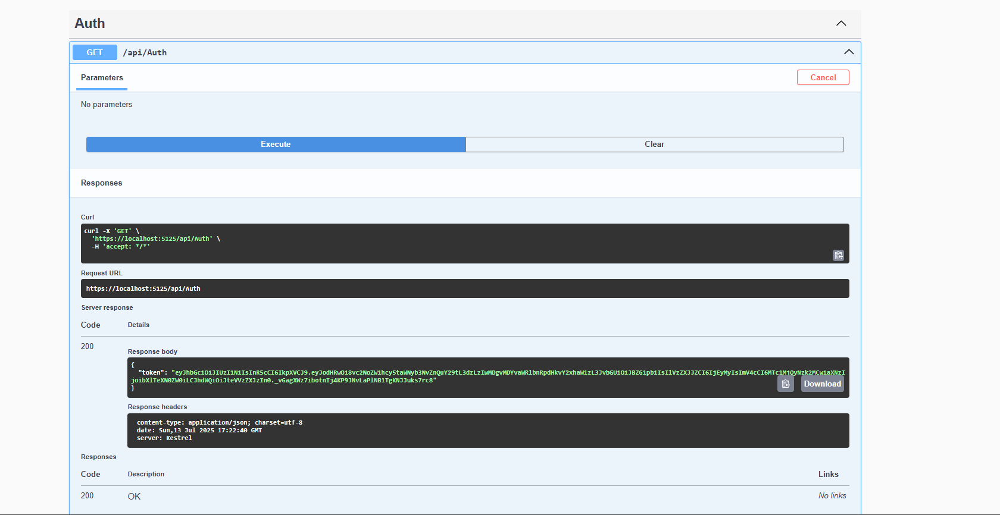 Auth
GET /api/Auth
Parameters
Cancel
No parameters
Execute
Clear
Responses
Curl
curl -X 'GET' \
'https://localhost:5125/api/Auth' \
-H 'accept: */*'
Request URL
https://localhost:5125/api/Auth
Server response
Code Details
200
Response body
{
"token": "eyJhbGciOiJIUzI1NiIsInR5cCI6IkpXVCJ9.eyJodHRwOi8vc2NoZW1hcy5taWNyb3NvZnQuY29tL3dzLzIwMDgvMDYvaWRlbnRpdHkvY2xhaW1zL3JvbGUiOiJBZG1pbiIsIlVzZXJJZCI6IjEyMyIsImV4cCI6MTc1MjQyNzk2MCwiaXNzI
joibXlTeXN0ZW0iLCJhdWQiOiJteVVzZXJzIn0._vGagXWz7ibotnIj4KP9JNvLaPlNB1TgKNJJuks7rc8"
}
Download
Response headers
content-type: application/json; charset=utf-8
date: Sun,13 Jul 2025 17:22:40 GMT
server: Kestrel
Responses
Code Description Links
200 OK No links